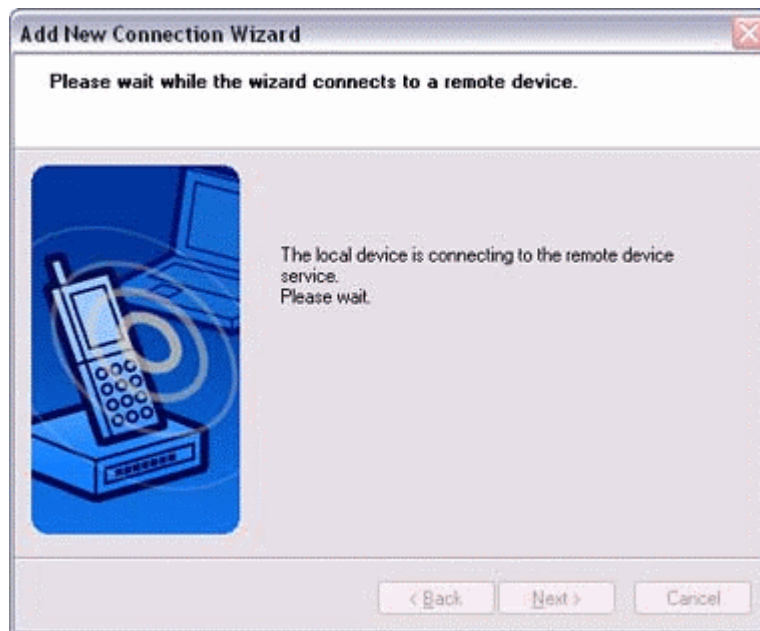 Add New Connection Wizard
Please wait while the wizard connects to a remote device.
The local device is connecting to the remote device
service.
Please wait.
< Back
Next >
Cancel